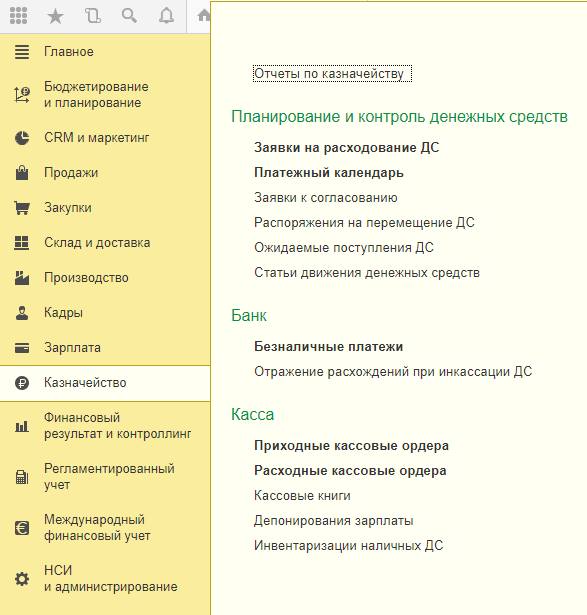 Главное
Бюджетирование
и планирование
CRM и маркетинг
Продажи
Закупки
Склад и доставка
Производство
Кадры
Зарплата
Казначейство
Финансовый
результат и контроллинг
Регламентированный
учет
Международный
финансовый учет
НСИ
и администрирование
Отчеты по казначейству
Планирование и контроль денежных средств
Заявки на расходование ДС
Платежный календарь
Заявки к согласованию
Распоряжения на перемещение ДС
Ожидаемые поступления ДС
Статьи движения денежных средств
Банк
Безналичные платежи
Отражение расхождений при инкассации ДС
Касса
Приходные кассовые ордера
Расходные кассовые ордера
Кассовые книги
Депонирования зарплаты
Инвентаризации наличных ДС